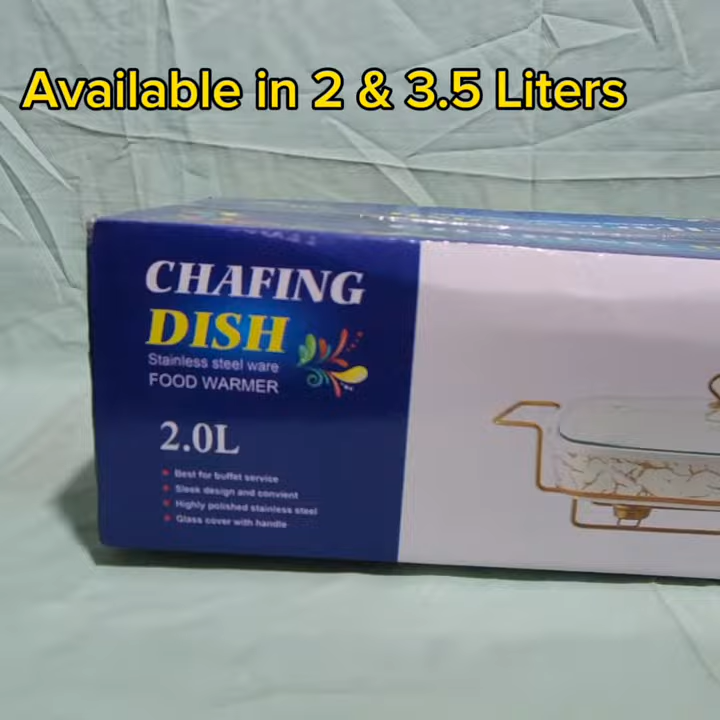 Available in 2 & 3.5 Liters
CHAFING
DISH
Stainless steel ware
FOOD WARMER
2.0L
Best for buffet service
Sleek design and convient
Highly polished stainless steel
Glass cover with handle